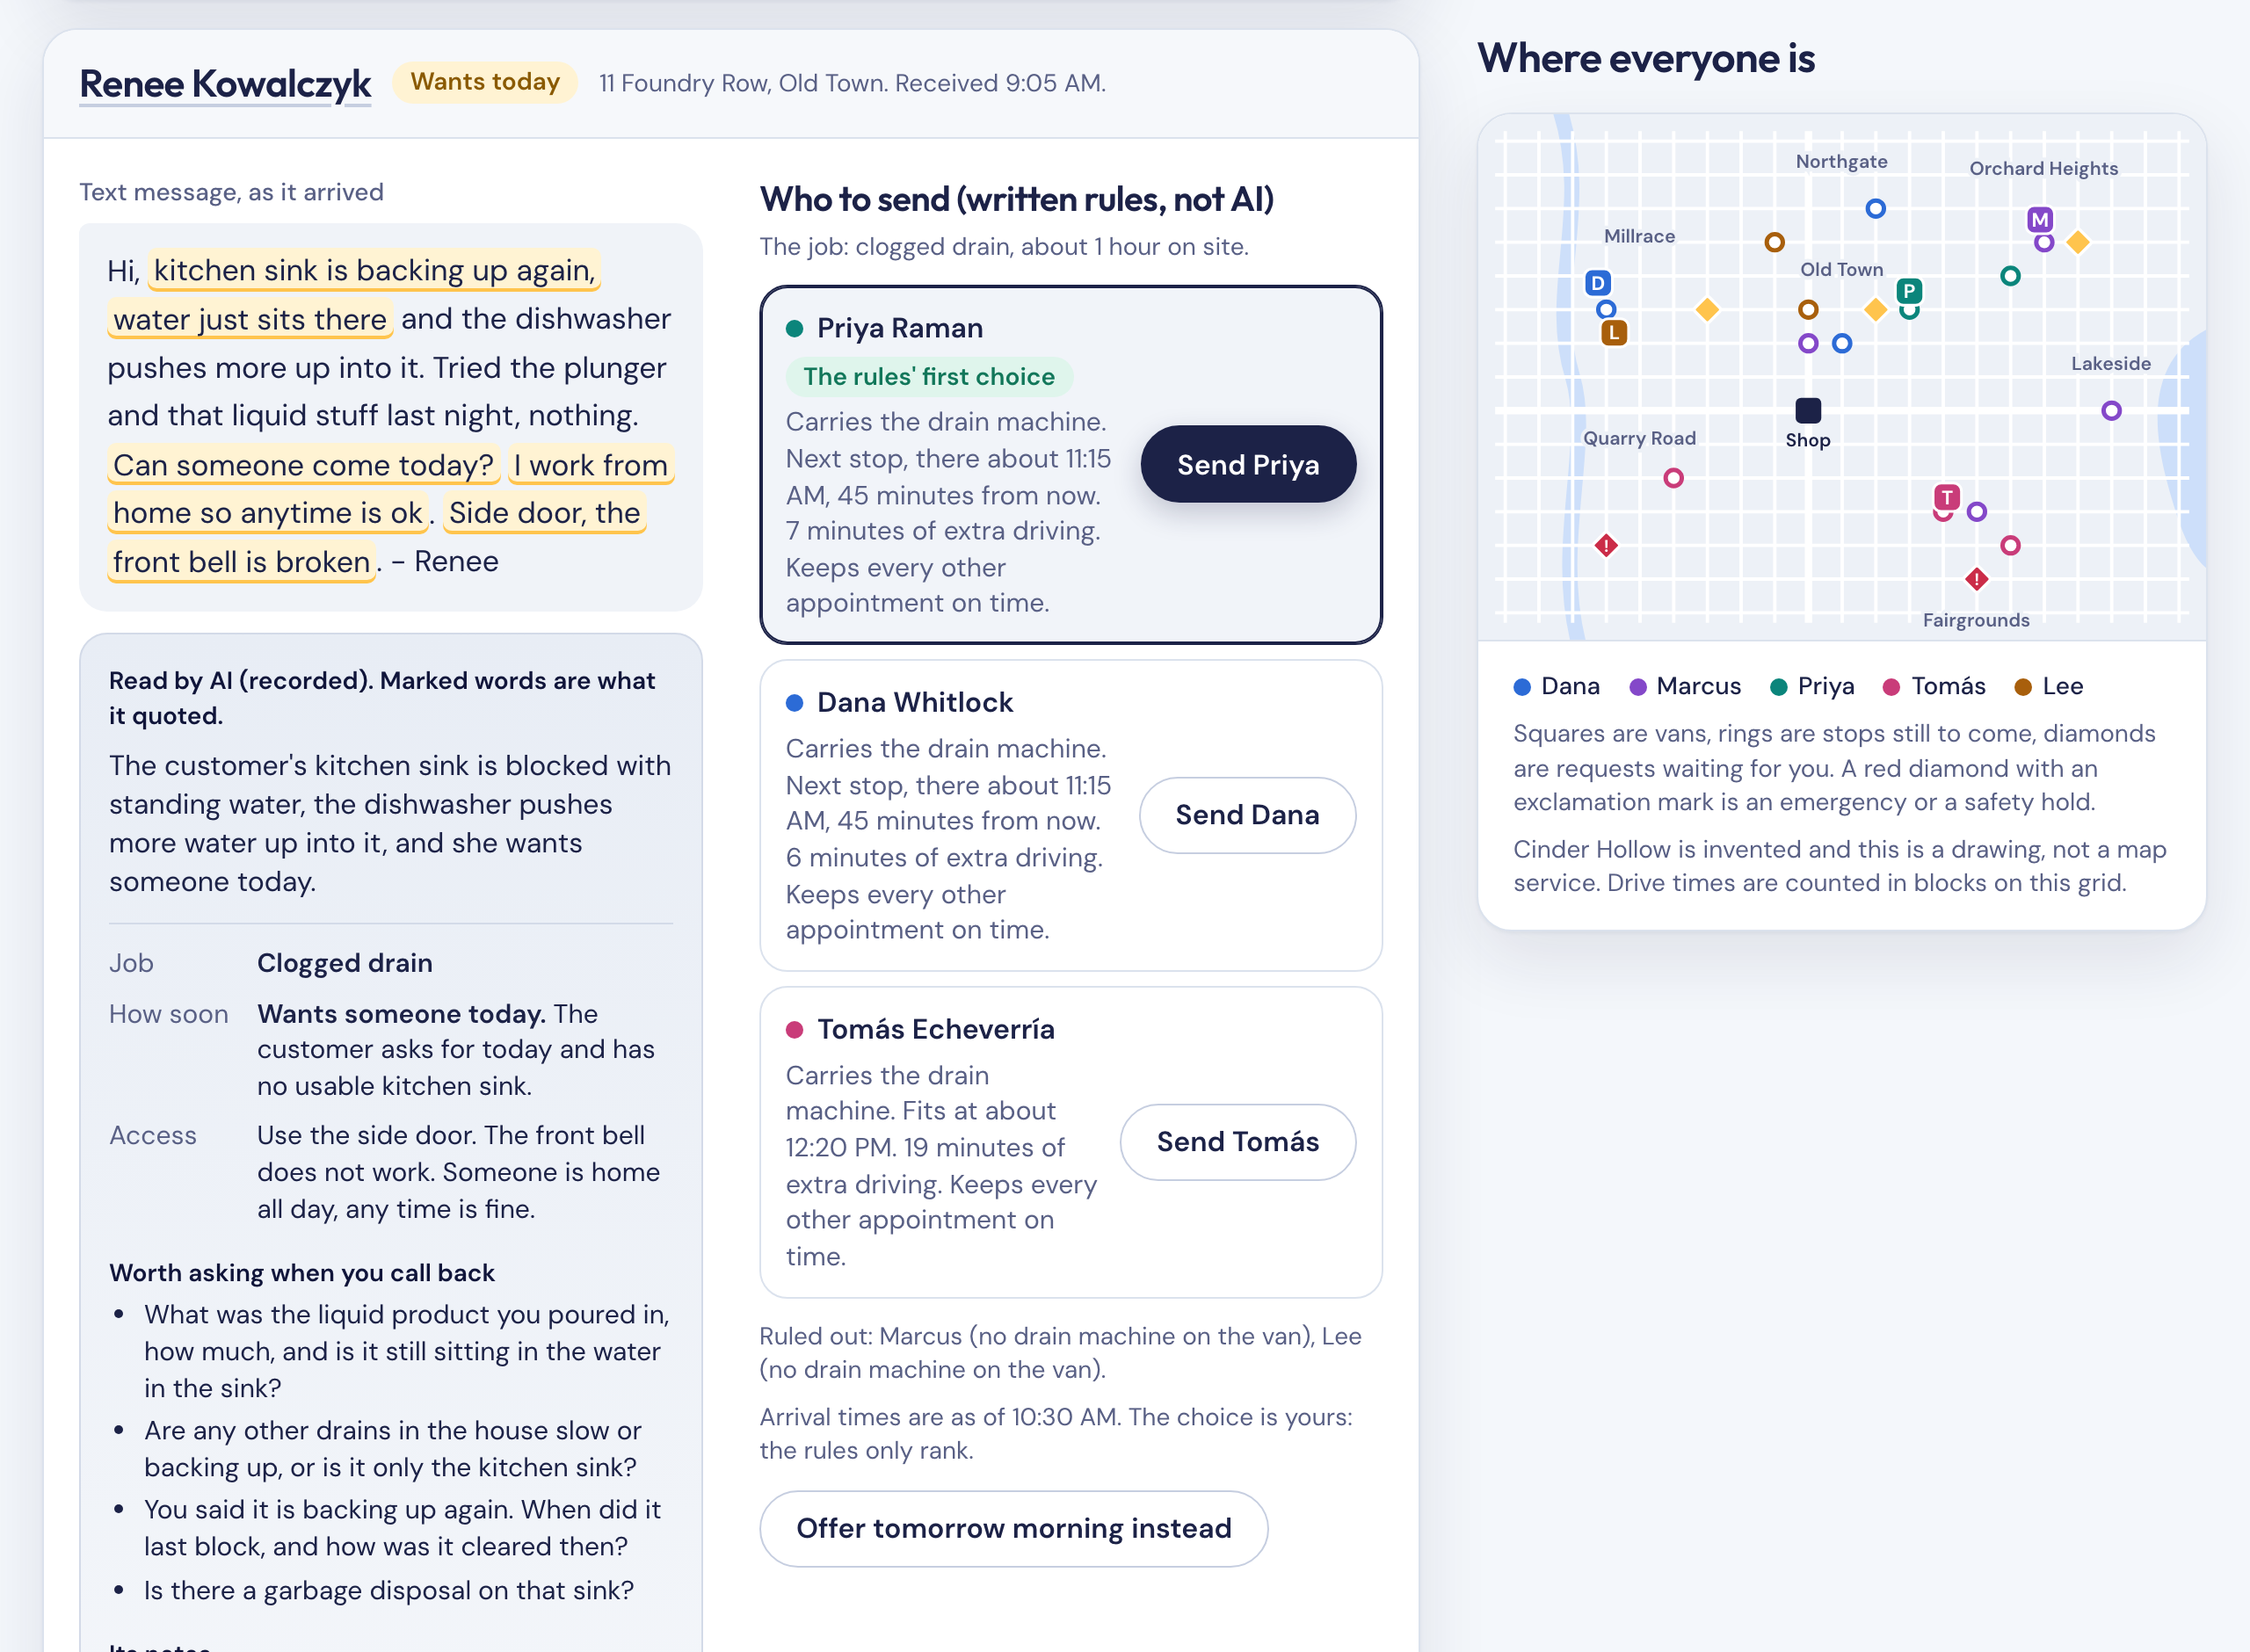 Renee Kowalczyk
Wants today
11 Foundry Row, Old Town. Received 9:05 AM.
Text message, as it arrived
Hi, kitchen sink is backing up again,
water just sits there and the dishwasher
pushes more up into it. Tried the plunger
and that liquid stuff last night, nothing.
Can someone come today? I work from
home so anytime is ok. Side door, the
front bell is broken. - Renee
Read by AI (recorded). Marked words are what
it quoted.
The customer's kitchen sink is blocked with
standing water, the dishwasher pushes
more water up into it, and she wants
someone today.
Job
Clogged drain
How soon
Wants someone today. The
customer asks for today and has
no usable kitchen sink.
Access
Use the side door. The front bell
does not work. Someone is home
all day, any time is fine.
Worth asking when you call back
• What was the liquid product you poured in,
how much, and is it still sitting in the water
in the sink?
• Are any other drains in the house slow or
backing up, or is it only the kitchen sink?
• You said it is backing up again. When did it
last block, and how was it cleared then?
• Is there a garbage disposal on that sink?
Who to send (written rules, not AI)
The job: clogged drain, about 1 hour on site.
Priya Raman
The rules' first choice
Carries the drain machine.
Next stop, there about 11:15
AM, 45 minutes from now.
7 minutes of extra driving.
Keeps every other
appointment on time.
Send Priya
Dana Whitlock
Carries the drain machine.
Next stop, there about 11:15
AM, 45 minutes from now.
6 minutes of extra driving.
Keeps every other
appointment on time.
Send Dana
Tomás Echeverría
Carries the drain
machine. Fits at about
12:20 PM. 19 minutes of
extra driving. Keeps every
other appointment on
time.
Send Tomás
Ruled out: Marcus (no drain machine on the van), Lee
(no drain machine on the van).
Arrival times are as of 10:30 AM. The choice is yours:
the rules only rank.
Offer tomorrow morning instead
Where everyone is
Northgate
Orchard Heights
M
Millrace
Old Town
D
P
L
Lakeside
Quarry Road
Shop
T
!
!
Fairgrounds
Dana
Marcus
Priya
Tomás
Lee
Squares are vans, rings are stops still to come, diamonds
are requests waiting for you. A red diamond with an
exclamation mark is an emergency or a safety hold.
Cinder Hollow is invented and this is a drawing, not a map
service. Drive times are counted in blocks on this grid.